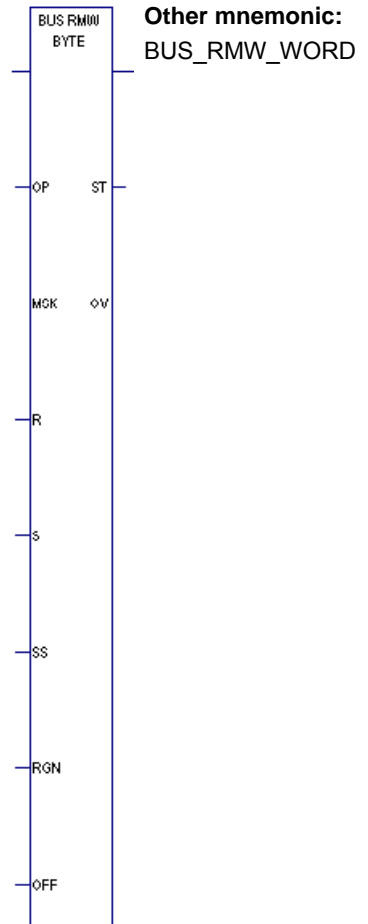 BUS RMW
BYTE
Other mnemonic:
BUS_RMW_WORD
OP ST
MSK OV
R
S
SS
RGN
OFF